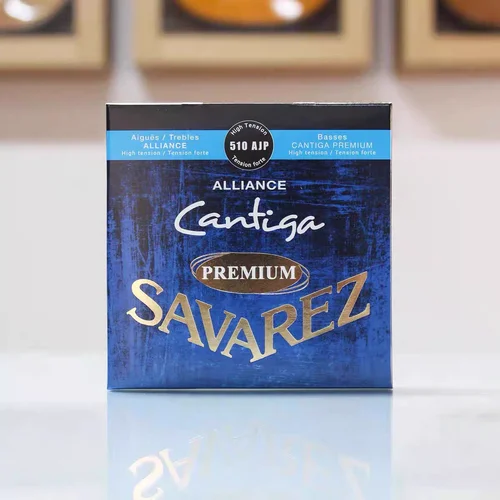 Aiguës / Trebles
ALLIANCE
High tension / Tension forte
High Tension
510 AJP
Tension forte
Basses
CANTIGA PREMIUM
High tension / Tension forte
ALLIANCE
Cantiga
PREMIUM
SAVAREZ